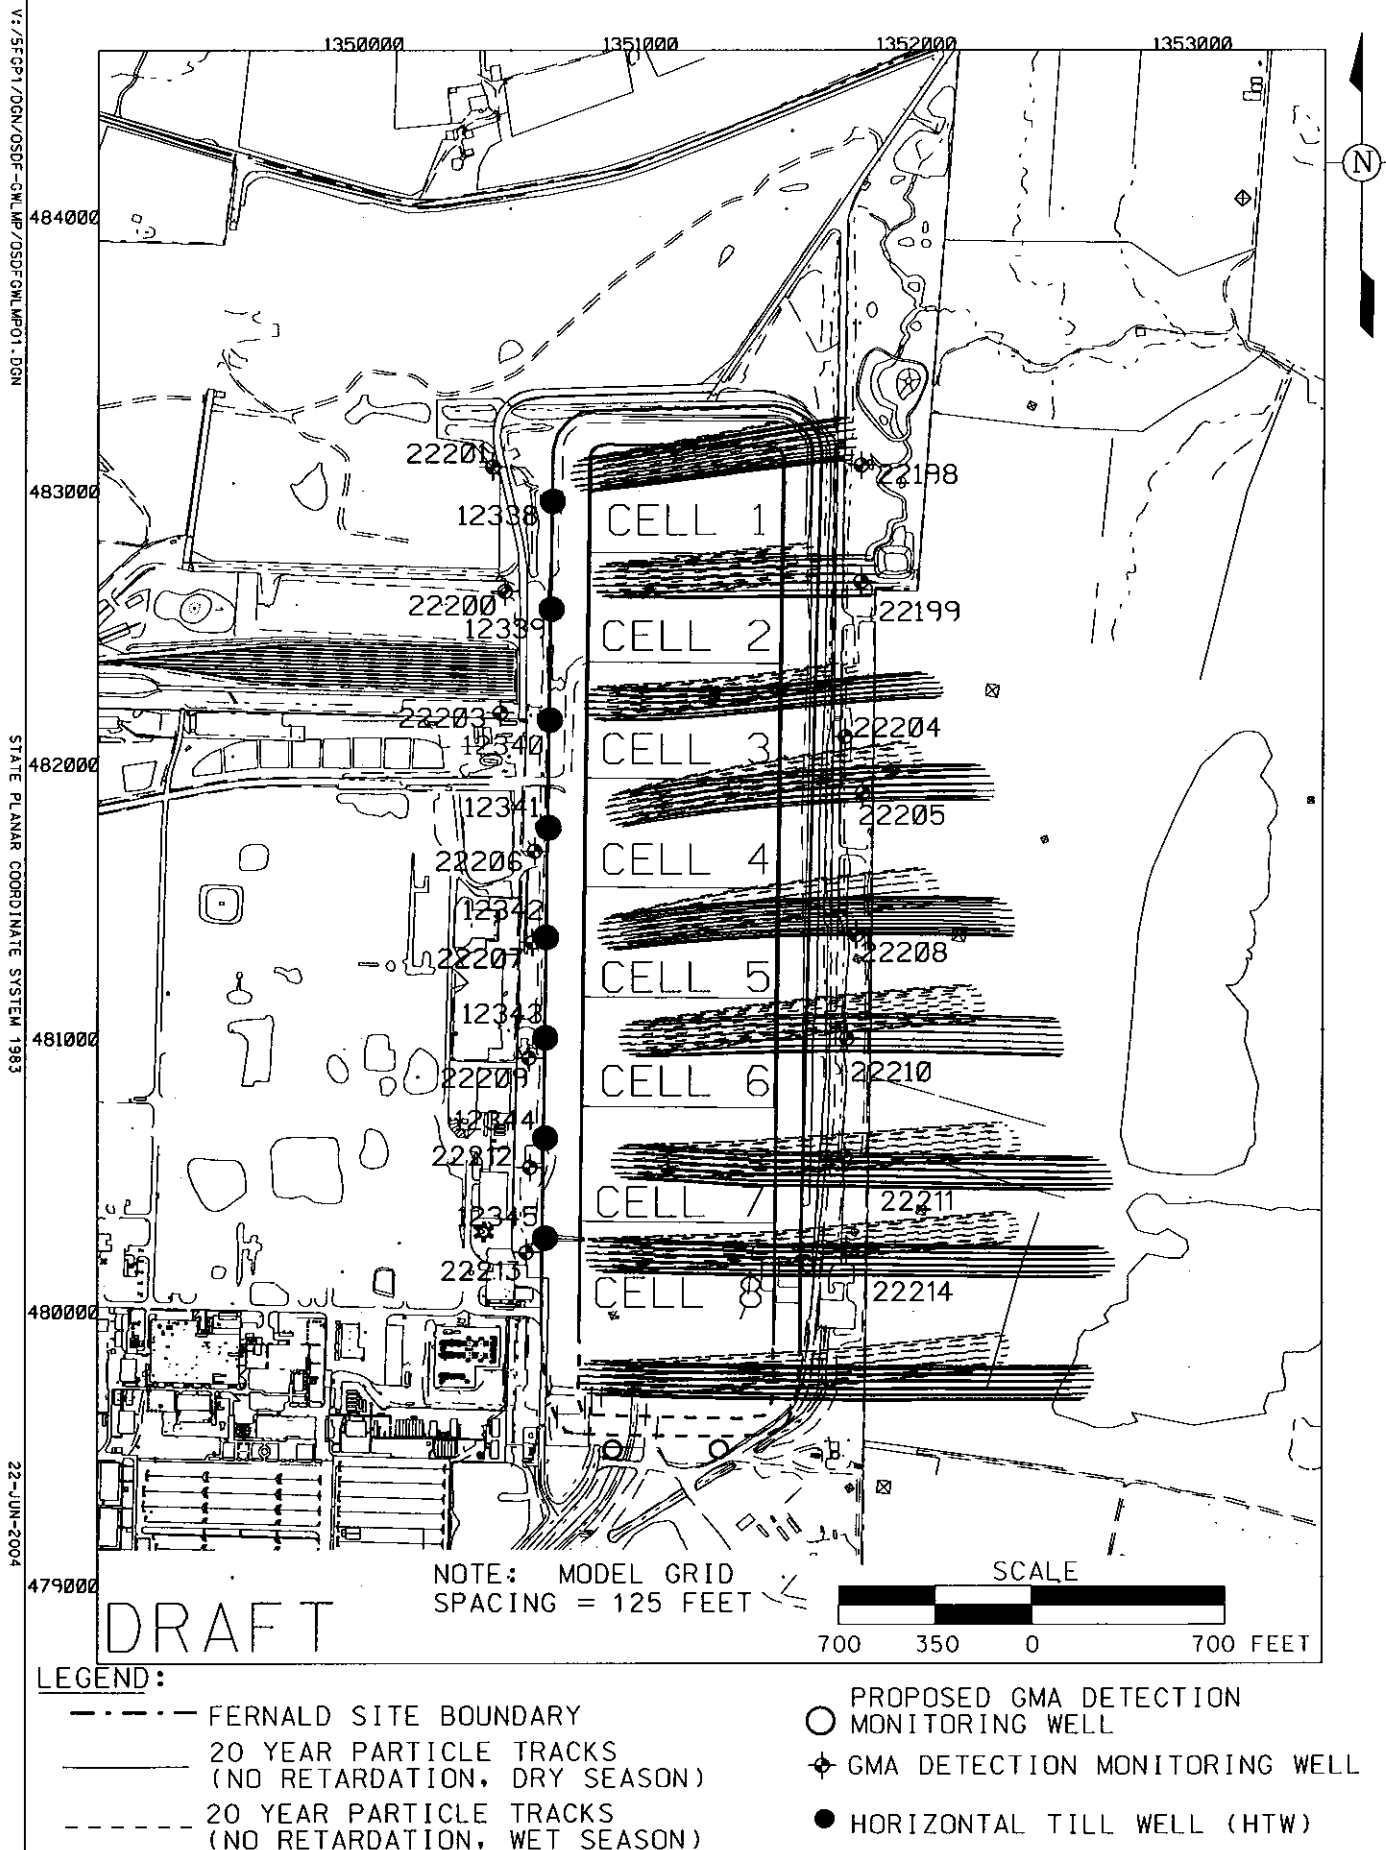 V:/5FCP1/DGN/OSDF-GWLMP/OSDFGWLMP01.DGN
STATE PLANAR COORDINATE SYSTEM 1983
22-JUN-2004
1350000
1351000
1352000
1353000
484000
483000
482000
481000
480000
479000
N
22201
22198
12338
CELL 1
22200
22199
12339
CELL 2
22203
22204
12340
CELL 3
12341
22205
22206
CELL 4
12342
22207
22208
CELL 5
12343
22209
22210
CELL 6
12344
22212
CELL 7
22211
12345
22213
CELL 8
22214
NOTE: MODEL GRID
SPACING = 125 FEET
SCALE
700 350 0 700 FEET
DRAFT
LEGEND:
FERNALD SITE BOUNDARY
20 YEAR PARTICLE TRACKS
(NO RETARDATION, DRY SEASON)
20 YEAR PARTICLE TRACKS
(NO RETARDATION, WET SEASON)
PROPOSED GMA DETECTION
MONITORING WELL
GMA DETECTION MONITORING WELL
HORIZONTAL TILL WELL (HTW)